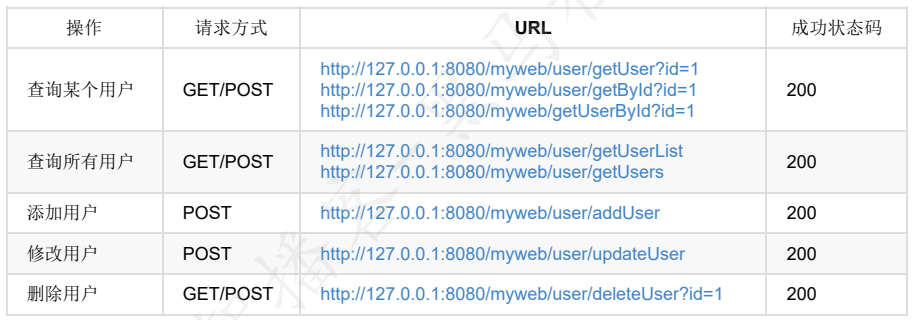 操作 请求方式 URL 成功状态码
http://127.0.0.1:8080/myweb/user/getUser?id=1
查询某个用户 GET/POST http://127.0.0.1:8080/myweb/user/getById?id=1 200
http://127.0.0.1:8080/myweb/getUserById?id=1
http://127.0.0.1:8080/myweb/user/getUserList
查询所有用户 GET/POST 200
http://127.0.0.1:8080/myweb/user/getUsers
添加用户 POST http://127.0.0.1:8080/myweb/user/addUser 200
修改用户 POST http://127.0.0.1:8080/myweb/user/updateUser 200
删除用户 GET/POST http://127.0.0.1:8080/myweb/user/deleteUser?id=1 200